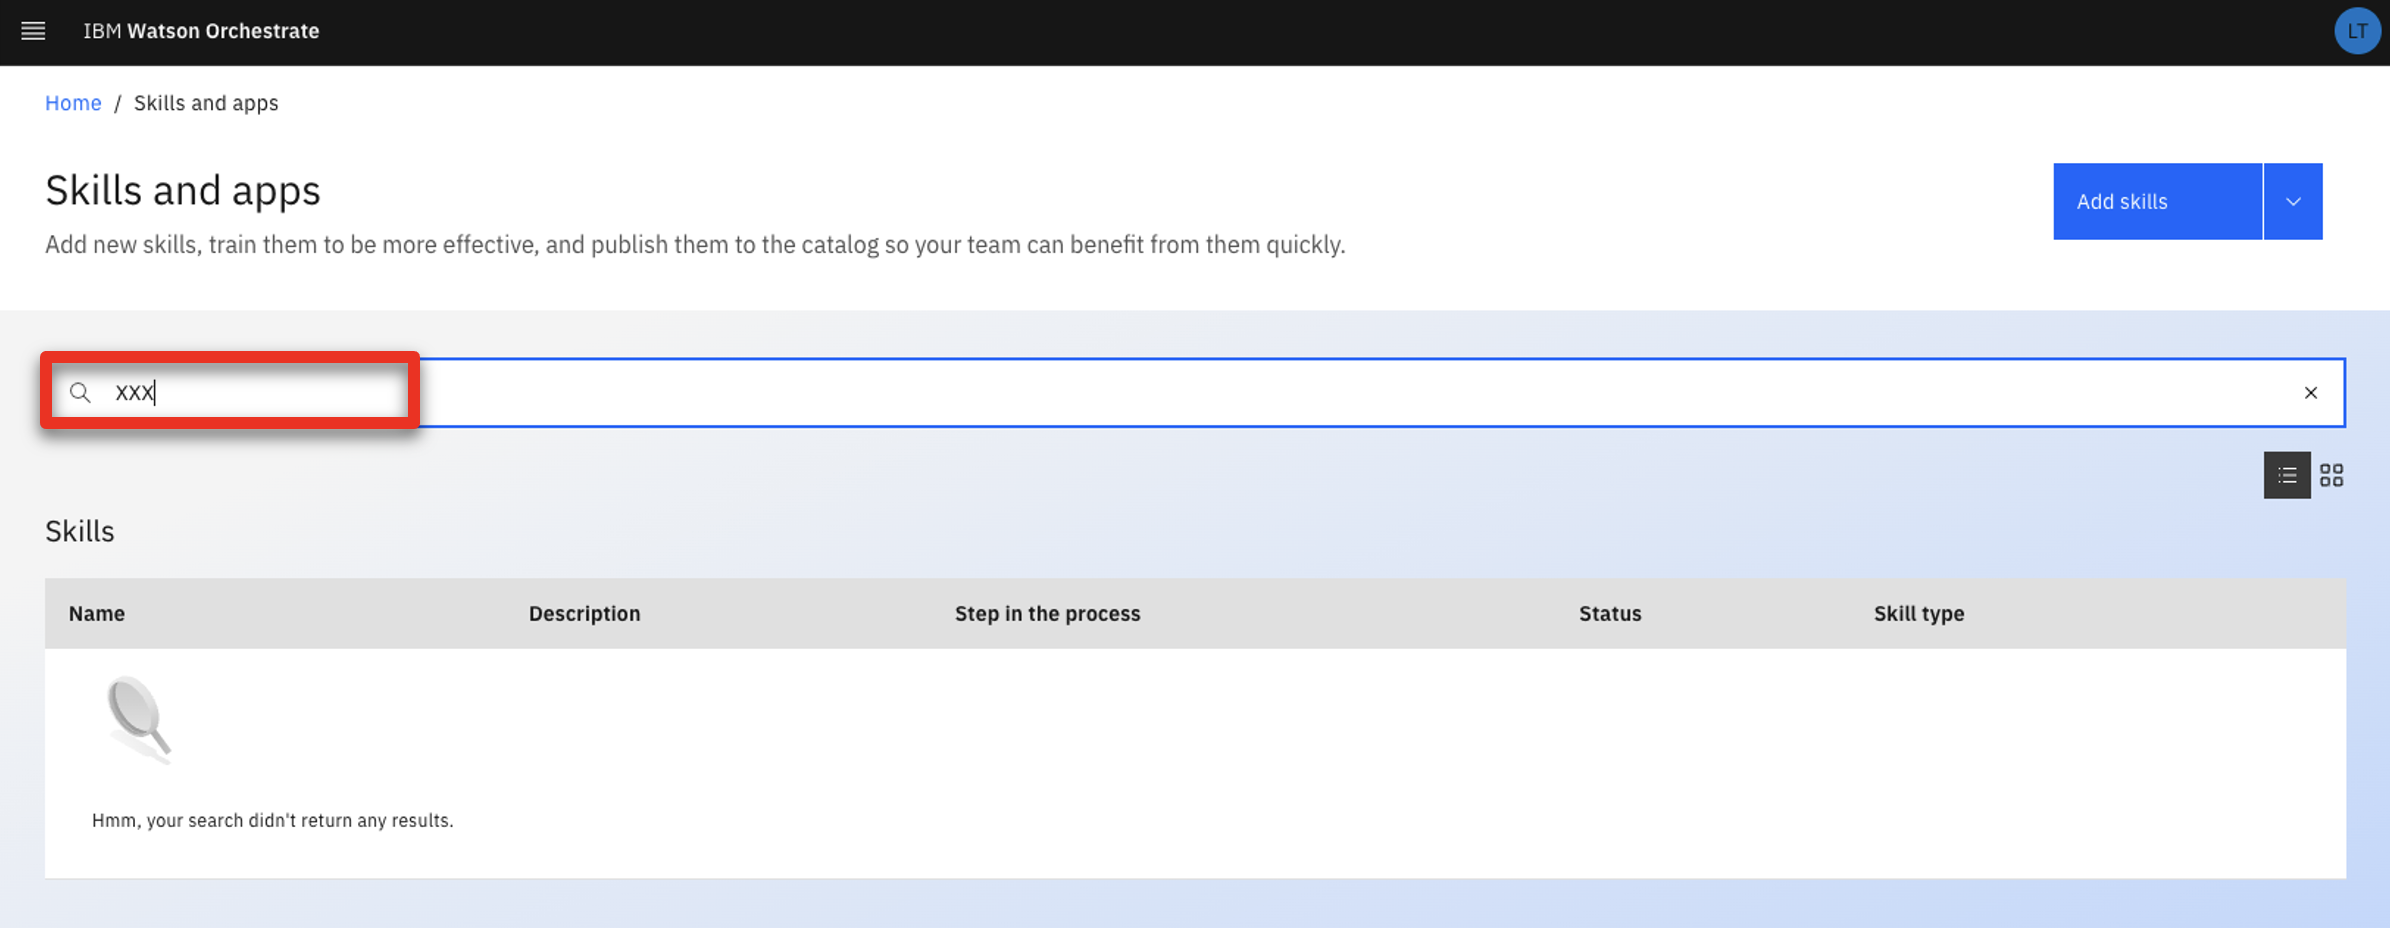 IBM Watson Orchestrate
LT
Home / Skills and apps
Skills and apps
Add new skills, train them to be more effective, and publish them to the catalog so your team can benefit from them quickly.
Add skills
XXX
Skills
Name Description Step in the process Status Skill type
Hmm, your search didn't return any results.